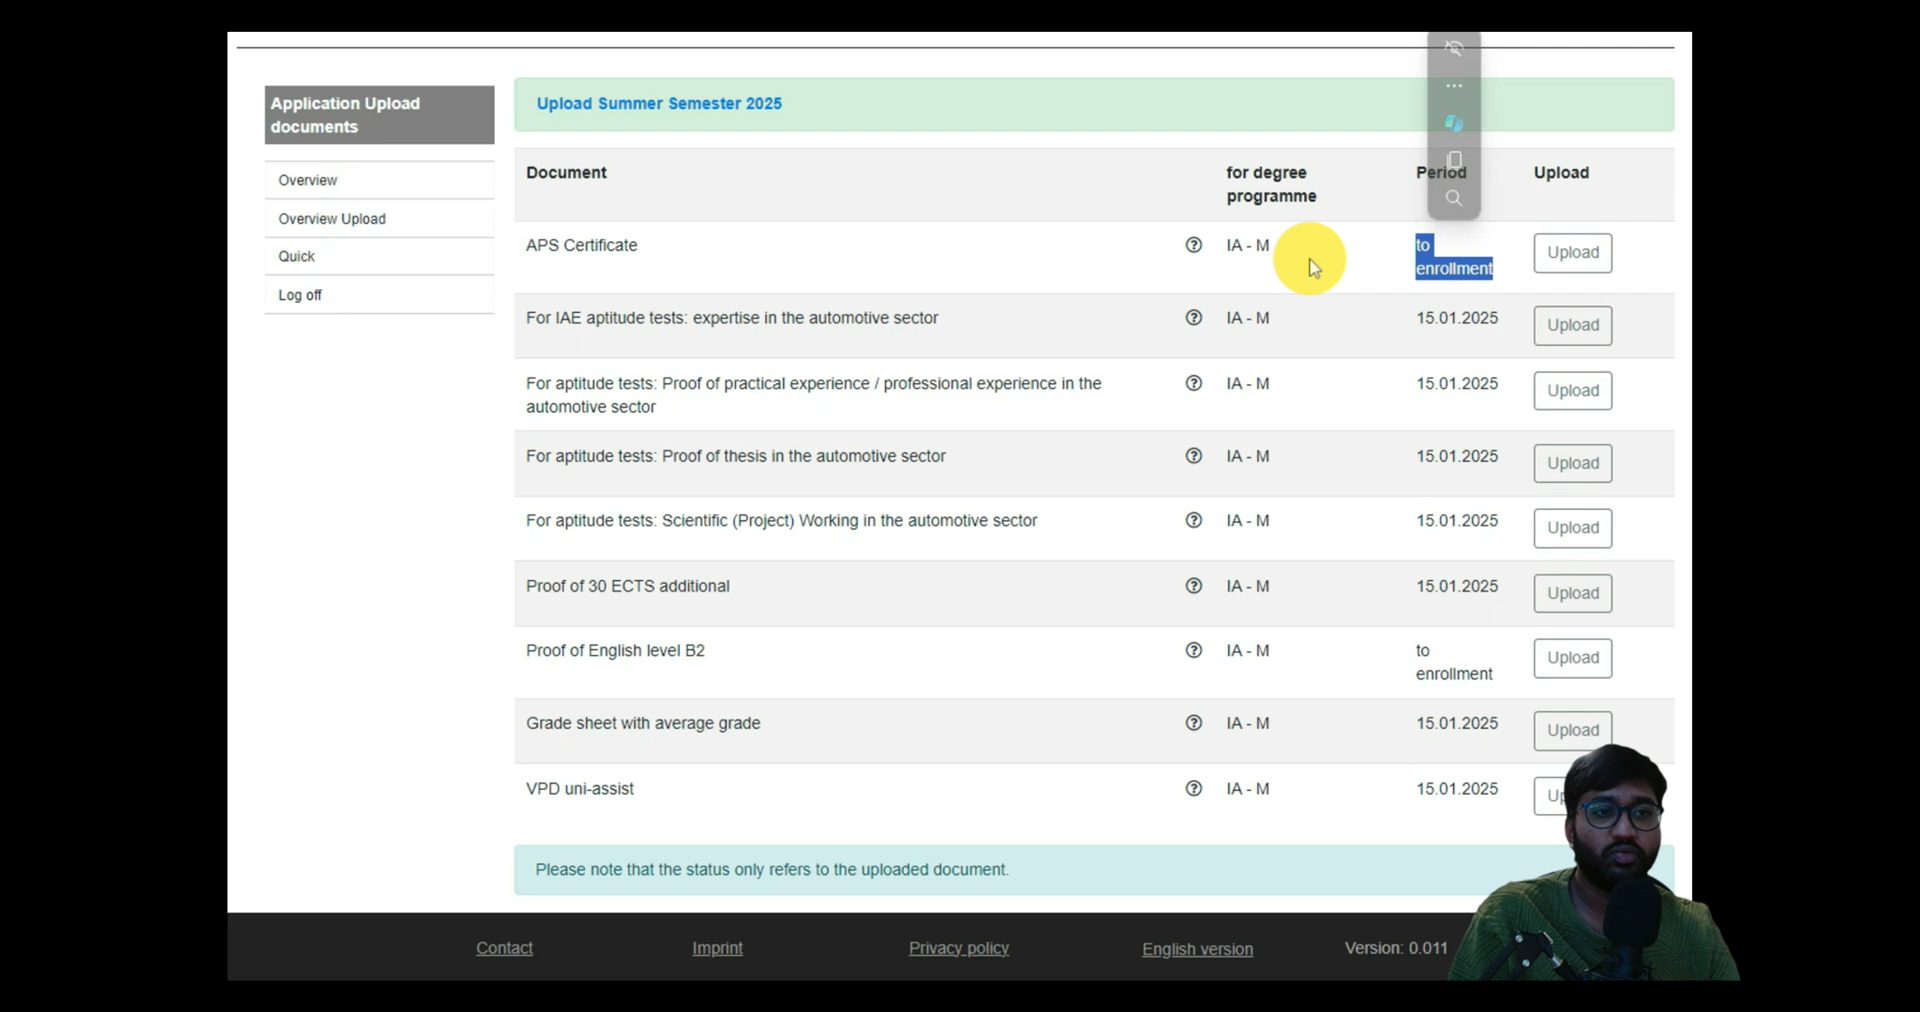 Application Upload
documents
Overview
Overview Upload
Quick
Log off
Upload Summer Semester 2025
Document for degree programme Period Upload
APS Certificate IA - M to enrollment Upload
For IAE aptitude tests: expertise in the automotive sector IA - M 15.01.2025 Upload
For aptitude tests: Proof of practical experience / professional experience in the
automotive sector IA - M 15.01.2025 Upload
For aptitude tests: Proof of thesis in the automotive sector IA - M 15.01.2025 Upload
For aptitude tests: Scientific (Project) Working in the automotive sector IA - M 15.01.2025 Upload
Proof of 30 ECTS additional IA - M 15.01.2025 Upload
Proof of English level B2 IA - M to enrollment Upload
Grade sheet with average grade IA - M 15.01.2025 Upload
VPD uni-assist IA - M 15.01.2025 Up
Please note that the status only refers to the uploaded document.
Contact Imprint Privacy policy English version Version: 0.011